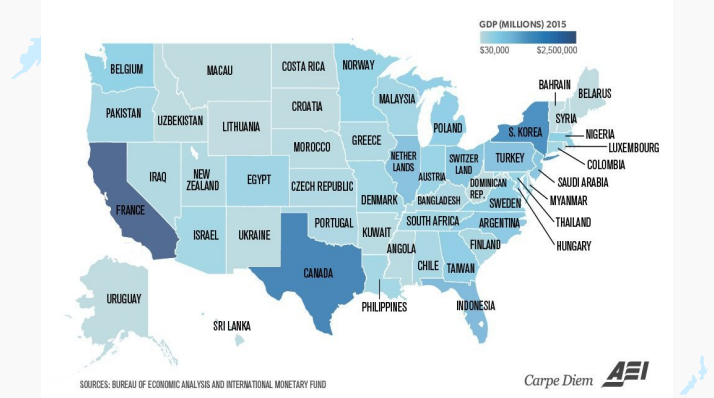 GDP (MILLIONS) 2015
$30,000 $2,500,000
BELGIUM
MACAU
COSTA RICA
NORWAY
BAHRAIN
BELARUS
PAKISTAN
UZBEKISTAN
LITHUANIA
CROATIA
MALAYSIA
POLAND
S. KOREA
SYRIA
NIGERIA
LUXEMBOURG
COLOMBIA
MOROCCO
GREECE
NETHER
LANDS
AUSTRIA
SWITZER
LAND
TURKEY
SAUDI ARABIA
MYANMAR
THAILAND
HUNGARY
FRANCE
IRAQ
NEW
ZEALAND
EGYPT
CZECH REPUBLIC
DENMARK
BANGLADESH
DOMINICAN
REP.
SWEDEN
ISRAEL
UKRAINE
PORTUGAL
KUWAIT
SOUTH AFRICA
ARGENTINA
CANADA
ANGOLA
CHILE
TAIWAN
FINLAND
URUGUAY
SRI LANKA
PHILIPPINES
INDONESIA
SOURCES: BUREAU OF ECONOMIC ANALYSIS AND INTERNATIONAL MONETARY FUND
Carpe Diem AEI